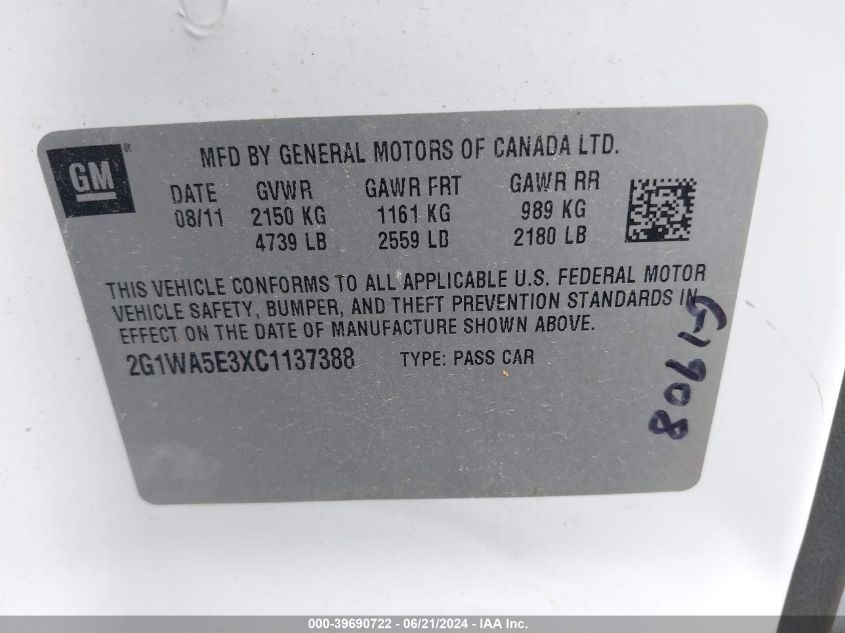 GM
MFD BY GENERAL MOTORS OF CANADA LTD.
DATE GVWR GAWR FRT GAWR RR
08/11 2150 KG 1161 KG 989 KG
4739 LB 2559 LB 2180 LB
THIS VEHICLE CONFORMS TO ALL APPLICABLE U.S. FEDERAL MOTOR
VEHICLE SAFETY, BUMPER, AND THEFT PREVENTION STANDARDS IN
EFFECT ON THE DATE OF MANUFACTURE SHOWN ABOVE.
2G1WA5E3XC1137388 TYPE: PASS CAR
G-1908
000-39690722 - 06/21/2024 - IAA Inc.